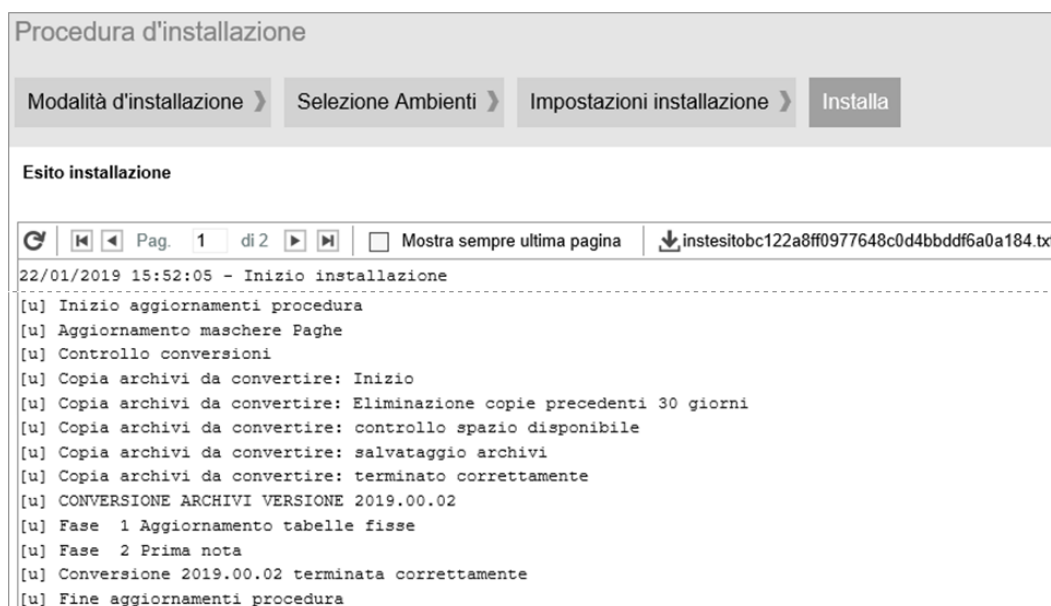 Procedura d'installazione
Modalità d'installazione Selezione Ambienti Impostazioni installazione Installa
Esito installazione
Pag. 1 di 2 Mostra sempre ultima pagina instesitobc122a8ff0977648c0d4bbddf6a0a184.txt
22/01/2019 15:52:05 - Inizio installazione
[u] Inizio aggiornamenti procedura
[u] Aggiornamento maschere Paghe
[u] Controllo conversioni
[u] Copia archivi da convertire: Inizio
[u] Copia archivi da convertire: Eliminazione copie precedenti 30 giorni
[u] Copia archivi da convertire: controllo spazio disponibile
[u] Copia archivi da convertire: salvataggio archivi
[u] Copia archivi da convertire: terminato correttamente
[u] CONVERSIONE ARCHIVI VERSIONE 2019.00.02
[u] Fase 1 Aggiornamento tabelle fisse
[u] Fase 2 Prima nota
[u] Conversione 2019.00.02 terminata correttamente
[u] Fine aggiornamenti procedura